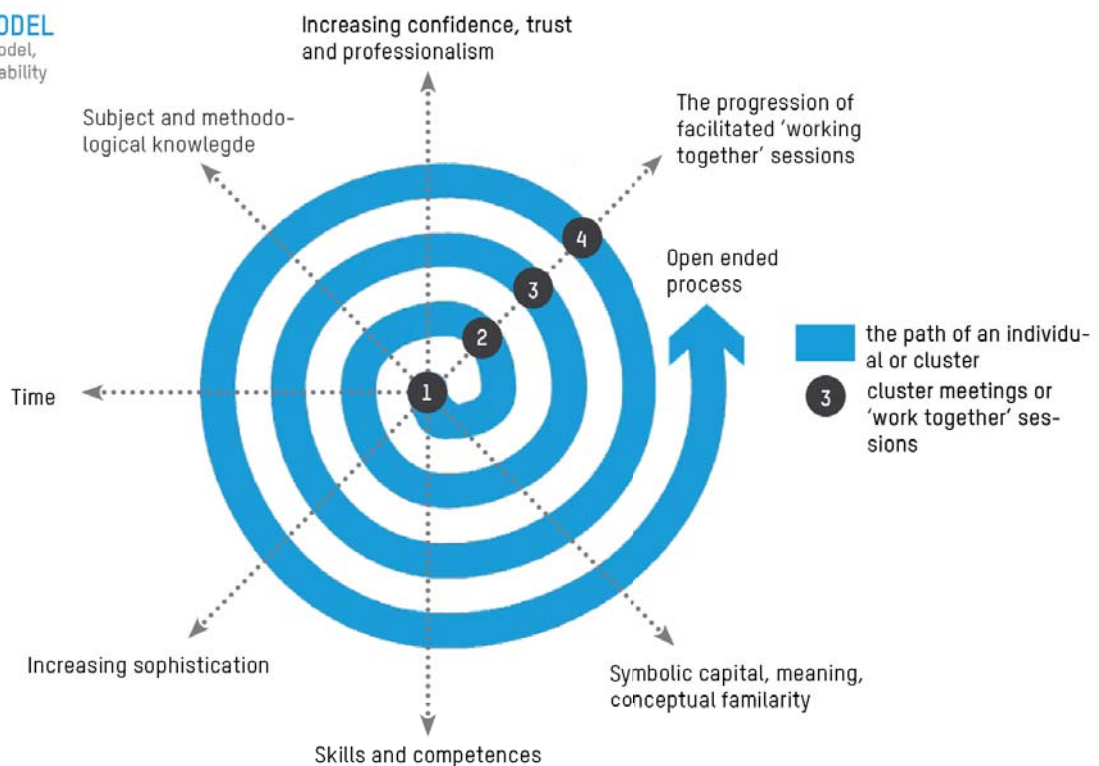 ODEL
odel,
ability
Increasing confidence, trust
and professionalism
Subject and methodo-
logical knowlegde
The progression of
facilitated ‘working
together’ sessions
4
Open ended
process
3
2
the path of an individu-
al or cluster
Time
1
3
cluster meetings or
‘work together’ ses-
sions
Increasing sophistication
Symbolic capital, meaning,
conceptual familarity
Skills and competences